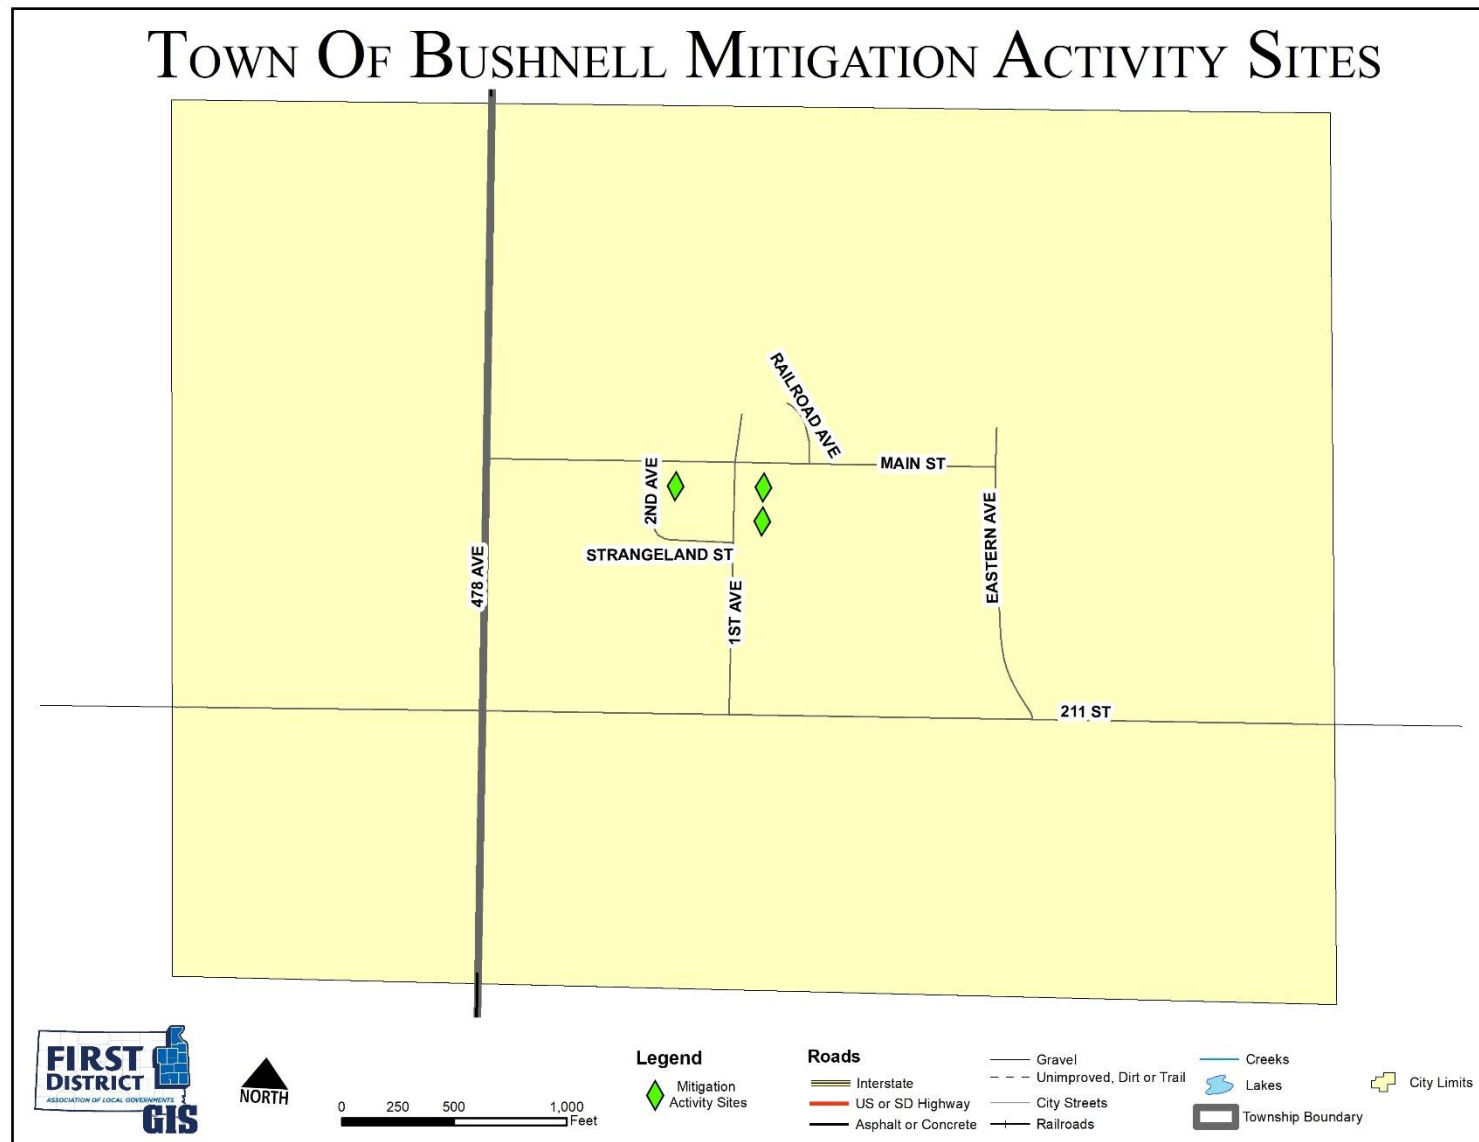 TOWN OF BUSHNELL MITIGATION ACTIVITY SITES
RAILROAD AVE
MAIN ST
2ND AVE
EASTERN AVE
STRANGELAND ST
478 AVE
1ST AVE
211 ST
FIRST
DISTRICT
ASSOCIATION OF LOCAL GOVERNMENTS
GIS
NORTH
0 250 500 1,000
Feet
Legend
Mitigation
Activity Sites
Roads
Interstate
US or SD Highway
Asphalt or Concrete
Gravel
Unimproved, Dirt or Trail
City Streets
Railroads
Creeks
Lakes
Township Boundary
City Limits